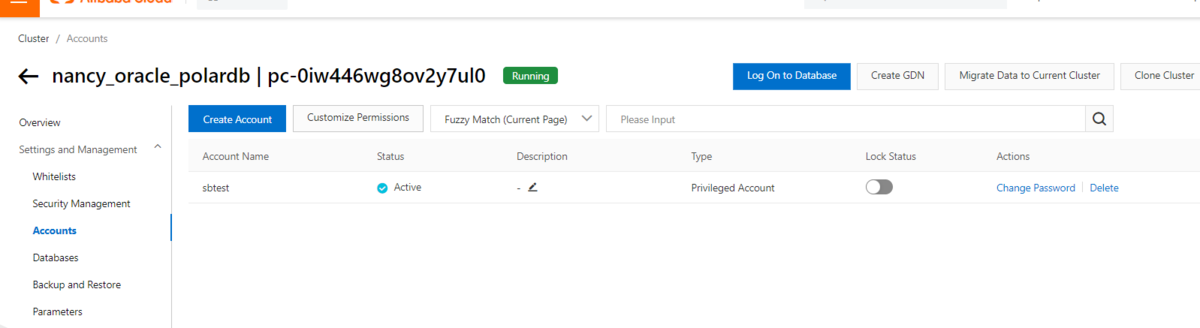 Alibaba Cloud
Cluster / Accounts
nancy_oracle_polardb | pc-0iw446wg8ov2y7ul0 Running Log On to Database Create GDN Migrate Data to Current Cluster Clone Cluster
Overview
Settings and Management
Whitelists
Security Management
Accounts
Databases
Backup and Restore
Parameters
Create Account Customize Permissions Fuzzy Match (Current Page) Please Input
Account Name Status Description Type Lock Status Actions
sbtest Active - Privileged Account Change Password Delete